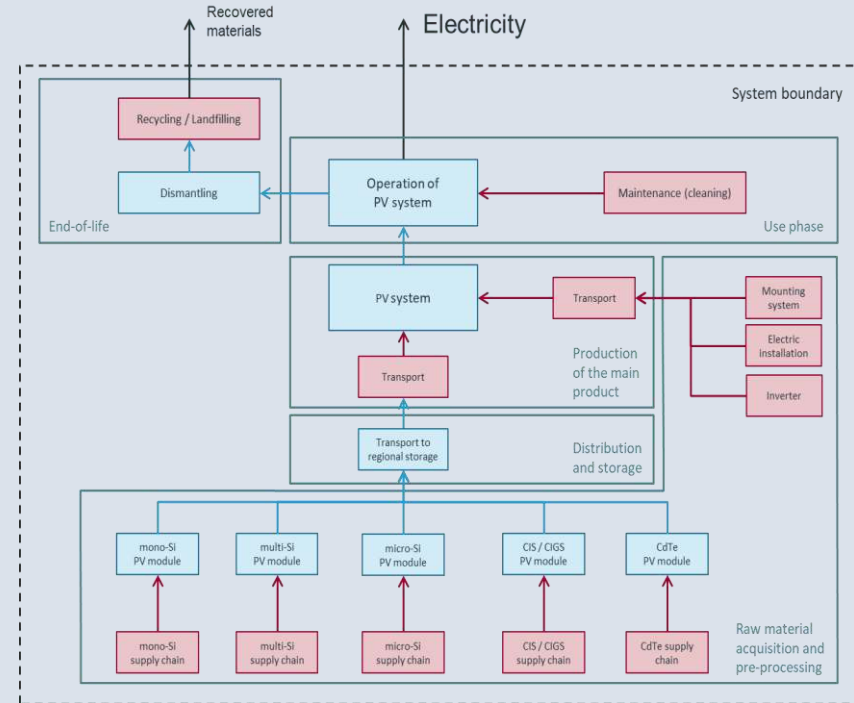 Recovered
materials
Electricity
System boundary
Recycling / Landfilling
Dismantling
End-of-life
Operation of
PV system
Maintenance (cleaning)
Use phase
PV system
Transport
Mounting
system
Electric
installation
Inverter
Transport
Production
of the main
product
Transport to
regional storage
Distribution
and storage
mono-Si
PV module
multi-Si
PV module
micro-Si
PV module
CIS / CIGS
PV module
CdTe
PV module
mono-Si
supply chain
multi-Si
supply chain
micro-Si
supply chain
CIS / CIGS
supply chain
CdTe supply
chain
Raw material
acquisition and
pre-processing